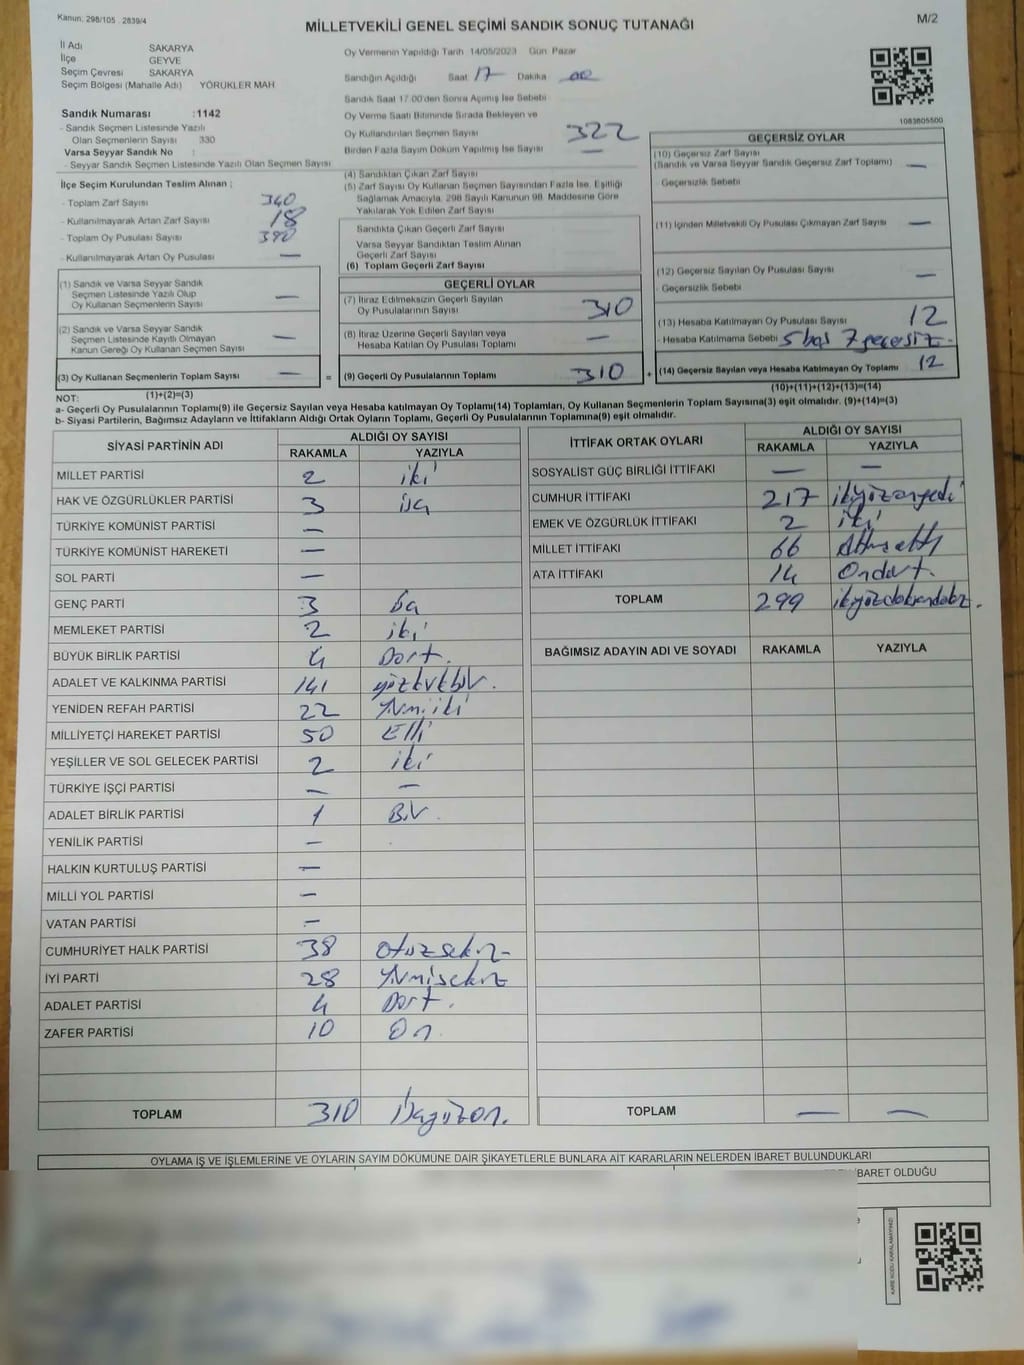 Kanun: 298/105 2839/4
MİLLETVEKİLİ GENEL SEÇİMİ SANDIK SONUÇ TUTANAĞI
M/2
İl Adı SAKARYA
İlçe GEYVE
Seçim Çevresi SAKARYA
Seçim Bölgesi (Mahalle Adı) YÖRÜKLER MAH
Sandık Numarası :1142
- Sandık Seçmen Listesinde Yazılı
Olan Seçmenlerin Sayısı 330
Varsa Seyyar Sandık No :
- Seyyar Sandık Seçmen Listesinde Yazılı Olan Seçmen Sayısı
Oy Vermenin Yapıldığı Tarih 14/05/2023 Gün Pazar
Sandığın Açıldığı Saat 17 Dakika 00
Sandık Saat 17.00'den Sonra Açılmış İse Sebebi
Oy Verme Saati Bitiminde Sırada Bekleyen ve
Oy Kullandırılan Seçmen Sayısı 322
Birden Fazla Sayım Döküm Yapılmış İse Sayısı —
1083605500
İlçe Seçim Kurulundan Teslim Alınan ;
- Toplam Zarf Sayısı 340
- Kullanılmayarak Artan Zarf Sayısı 18
- Toplam Oy Pusulası Sayısı 340
- Kullanılmayarak Artan Oy Pusulası —
(1) Sandık ve Varsa Seyyar Sandık
Seçmen Listesinde Yazılı Olup
Oy Kullanan Seçmenlerin Sayısı —
(2) Sandık ve Varsa Seyyar Sandık
Seçmen Listesinde Kayıtlı Olmayan
Kanun Gereği Oy Kullanan Seçmen Sayısı —
(3) Oy Kullanan Seçmenlerin Toplam Sayısı — =
(4) Sandıktan Çıkan Zarf Sayısı
(5) Zarf Sayısı Oy Kullanan Seçmen Sayısından Fazla İse, Eşitliği
Sağlamak Amacıyla, 298 Sayılı Kanunun 98. Maddesine Göre
Yakılarak Yok Edilen Zarf Sayısı
Sandıkta Çıkan Geçerli Zarf Sayısı
Varsa Seyyar Sandıktan Teslim Alınan
Geçerli Zarf Sayısı
(6) Toplam Geçerli Zarf Sayısı
GEÇERLİ OYLAR
(7) İtiraz Edilmeksizin Geçerli Sayılan
Oy Pusulalarının Sayısı 310
(8) İtiraz Üzerine Geçerli Sayılan veya
Hesaba Katılan Oy Pusulası Toplamı —
(9) Geçerli Oy Pusulalarının Toplamı 310 +
GEÇERSİZ OYLAR
(10) Geçersiz Zarf Sayısı
(Sandık ve Varsa Seyyar Sandık Geçersiz Zarf Toplamı) —
Geçersizlik Sebebi
(11) İçinden Milletvekili Oy Pusulası Çıkmayan Zarf Sayısı —
(12) Geçersiz Sayılan Oy Pusulası Sayısı —
- Geçersizlik Sebebi
(13) Hesaba Katılmayan Oy Pusulası Sayısı 12
- Hesaba Katılmama Sebebi 5 boş 7 geçersiz.
(14) Geçersiz Sayılan veya Hesaba Katılmayan Oy Toplamı 12
NOT: (1)+(2)=(3) (10)+(11)+(12)+(13)=(14)
a- Geçerli Oy Pusulalarının Toplamı(9) ile Geçersiz Sayılan veya Hesaba katılmayan Oy Toplamı(14) Toplamları, Oy Kullanan Seçmenlerin Toplam Sayısına(3) eşit olmalıdır. (9)+(14)=(3)
b- Siyasi Partilerin, Bağımsız Adayların ve İttifakların Aldığı Ortak Oyların Toplamı, Geçerli Oy Pusulalarının Toplamına(9) eşit olmalıdır.
SİYASİ PARTİNİN ADI ALDIĞI OY SAYISI
RAKAMLA YAZIYLA
MİLLET PARTİSİ 2 iki
HAK VE ÖZGÜRLÜKLER PARTİSİ 3 üç
TÜRKİYE KOMÜNİST PARTİSİ —
TÜRKİYE KOMÜNİST HAREKETİ —
SOL PARTİ —
GENÇ PARTİ 3 üç
MEMLEKET PARTİSİ 2 iki
BÜYÜK BİRLİK PARTİSİ 4 Dört.
ADALET VE KALKINMA PARTİSİ 141 yüzkırkbir.
YENİDEN REFAH PARTİSİ 22 Yirmiiki
MİLLİYETÇİ HAREKET PARTİSİ 50 Elli
YEŞİLLER VE SOL GELECEK PARTİSİ 2 iki
TÜRKİYE İŞÇİ PARTİSİ — —
ADALET BİRLİK PARTİSİ 1 Bir.
YENİLİK PARTİSİ —
HALKIN KURTULUŞ PARTİSİ —
MİLLİ YOL PARTİSİ —
VATAN PARTİSİ —
CUMHURİYET HALK PARTİSİ 38 otuzsekiz
İYİ PARTİ 28 Yirmisekiz
ADALET PARTİSİ 4 Dört.
ZAFER PARTİSİ 10 On
TOPLAM 310 üçyüzon.
İTTİFAK ORTAK OYLARI ALDIĞI OY SAYISI
RAKAMLA YAZIYLA
SOSYALİST GÜÇ BİRLİĞİ İTTİFAKI — —
CUMHUR İTTİFAKI 217 ikiyüzonyedi
EMEK VE ÖZGÜRLÜK İTTİFAKI 2 iki
MİLLET İTTİFAKI 66 Altmışaltı
ATA İTTİFAKI 14 Ondört.
TOPLAM 299 ikiyüzdoksandokuz.
BAĞIMSIZ ADAYIN ADI VE SOYADI RAKAMLA YAZIYLA
TOPLAM — —
OYLAMA İŞ VE İŞLEMLERİNE VE OYLARIN SAYIM DÖKÜMÜNE DAİR ŞİKAYETLERLE BUNLARA AİT KARARLARIN NELERDEN İBARET BULUNDUKLARI
İBARET OLDUĞU
KARE KODU KARALAMAYINIZ!